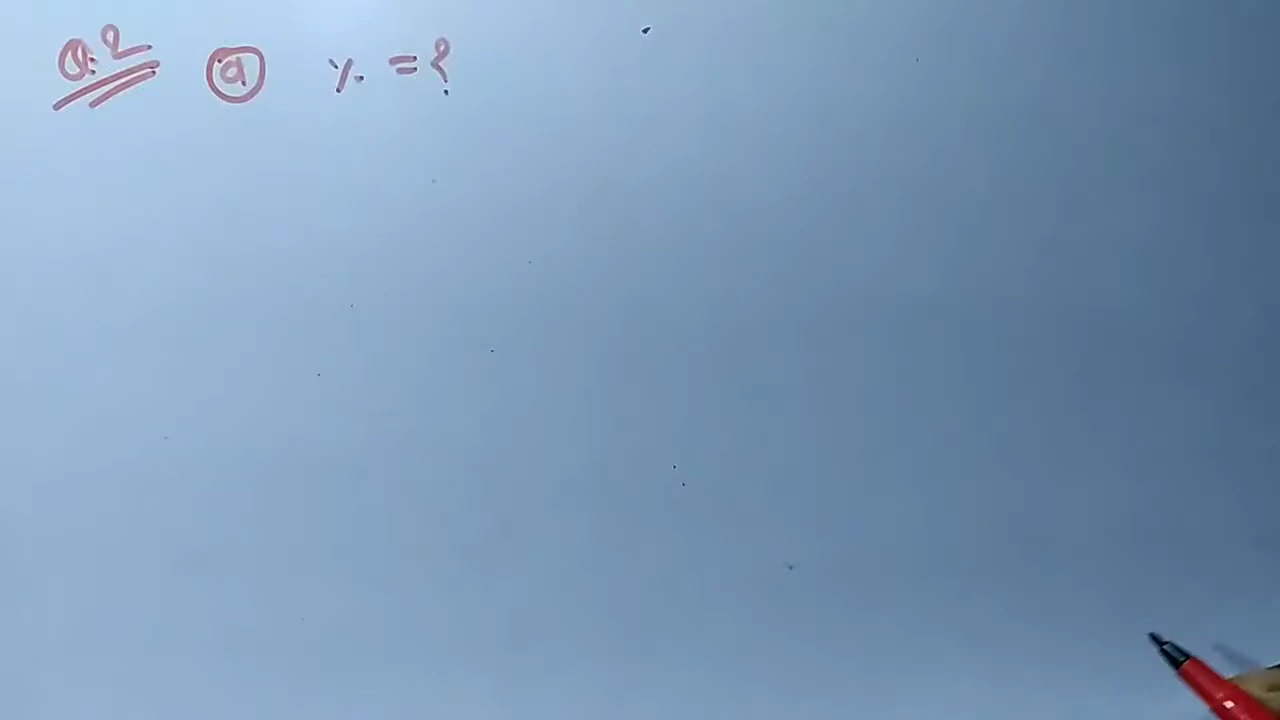 Q.2 (a) % = ?